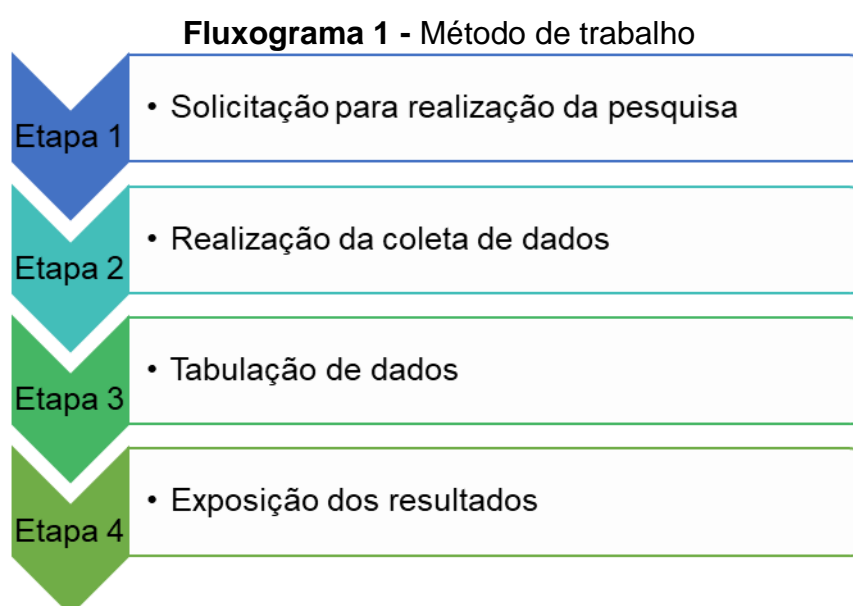 Fluxograma 1 - Método de trabalho
Etapa 1
• Solicitação para realização da pesquisa
Etapa 2
• Realização da coleta de dados
Etapa 3
• Tabulação de dados
Etapa 4
• Exposição dos resultados